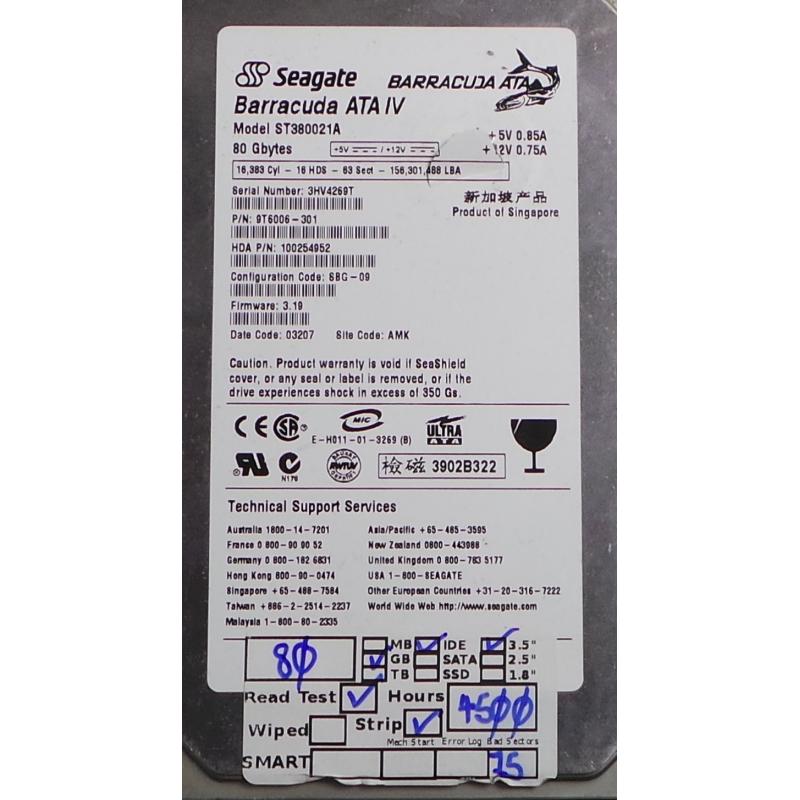 Seagate BARRACUDA ATA
Barracuda ATA IV
Model ST380021A
80 Gbytes +5V / +12V
+5V 0.85A
+12V 0.75A
16,383 Cyl - 16 HDS - 63 Sect - 156,301,488 LBA
Serial Number: 3HV4269T
新加坡产品
Product of Singapore
P/N: 9T6006-301
HDA P/N: 100254952
Configuration Code: SBG-09
Firmware: 3.19
Date Code: 03207 Site Code: AMK
Caution. Product warranty is void if SeaShield
cover, or any seal or label is removed, or if the
drive experiences shock in excess of 350 Gs.
CE SA MIC ULTRA
ATA
E-H011-01-3269 (B)
N176
RWTUV
檢磁 3902B322
Technical Support Services
Australia 1800-14-7201
France 0 800-90 90 52
Germany 0 800-182 6831
Hong Kong 800-90-0474
Singapore +65-488-7584
Taiwan +886-2-2514-2237
Malaysia 1-800-80-2335
Asia/Pacific +65-485-3595
New Zealand 0800-443988
United Kingdom 0 800-783 5177
USA 1-800-SEAGATE
Other European Countries +31-20-316-7222
World Wide Web http://www.seagate.com
80
MB IDE 3.5"
GB SATA 2.5"
TB SSD 1.8"
Read Test Hours 4500
Wiped Strip
Mech Start Error Log Bad Sectors
SMART 15